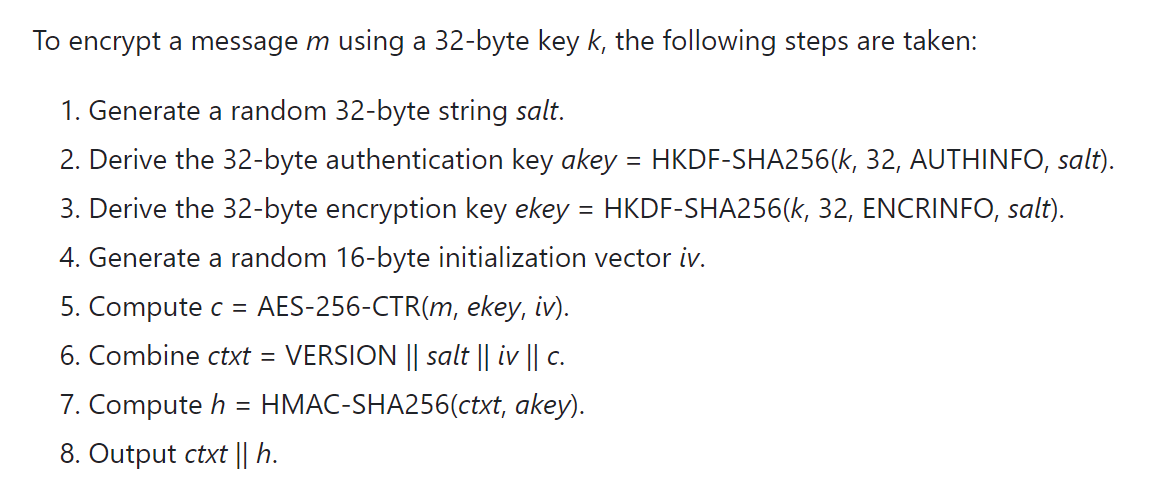 To encrypt a message m using a 32-byte key k, the following steps are taken:
1. Generate a random 32-byte string salt.
2. Derive the 32-byte authentication key akey = HKDF-SHA256(k, 32, AUTHINFO, salt).
3. Derive the 32-byte encryption key ekey = HKDF-SHA256(k, 32, ENCRINFO, salt).
4. Generate a random 16-byte initialization vector iv.
5. Compute c = AES-256-CTR(m, ekey, iv).
6. Combine ctxt = VERSION || salt || iv || c.
7. Compute h = HMAC-SHA256(ctxt, akey).
8. Output ctxt || h.